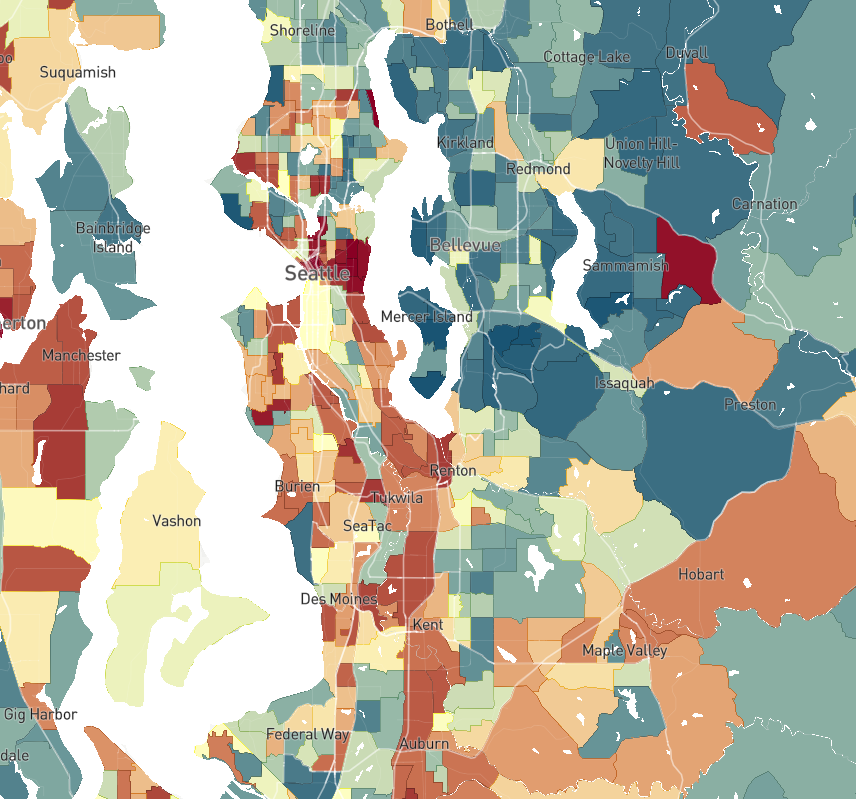 Bothell
Shoreline
Cottage Lake
Duvall
Suquamish
Kirkland
Union Hill-
Novelty Hill
Redmond
Carnation
Bainbridge
Island
Bellevue
Sammamish
Seattle
erton
Mercer Island
Manchester
hard
Issaquah
Preston
Renton
Burien
Tukwila
Vashon
SeaTac
Hobart
Des Moines
Kent
Maple Valley
Gig Harbor
Federal Way
Auburn
dale